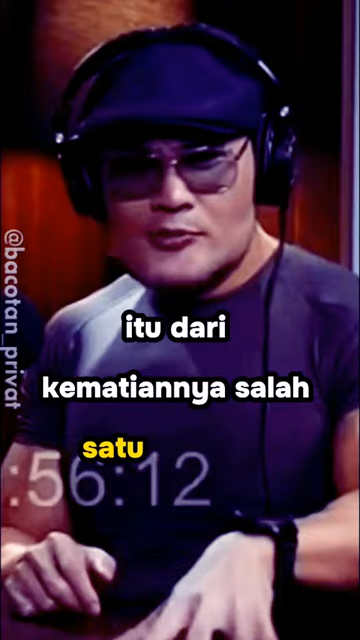 @bacotan_privat
itu dari
kematiannya salah
satu
:56:12